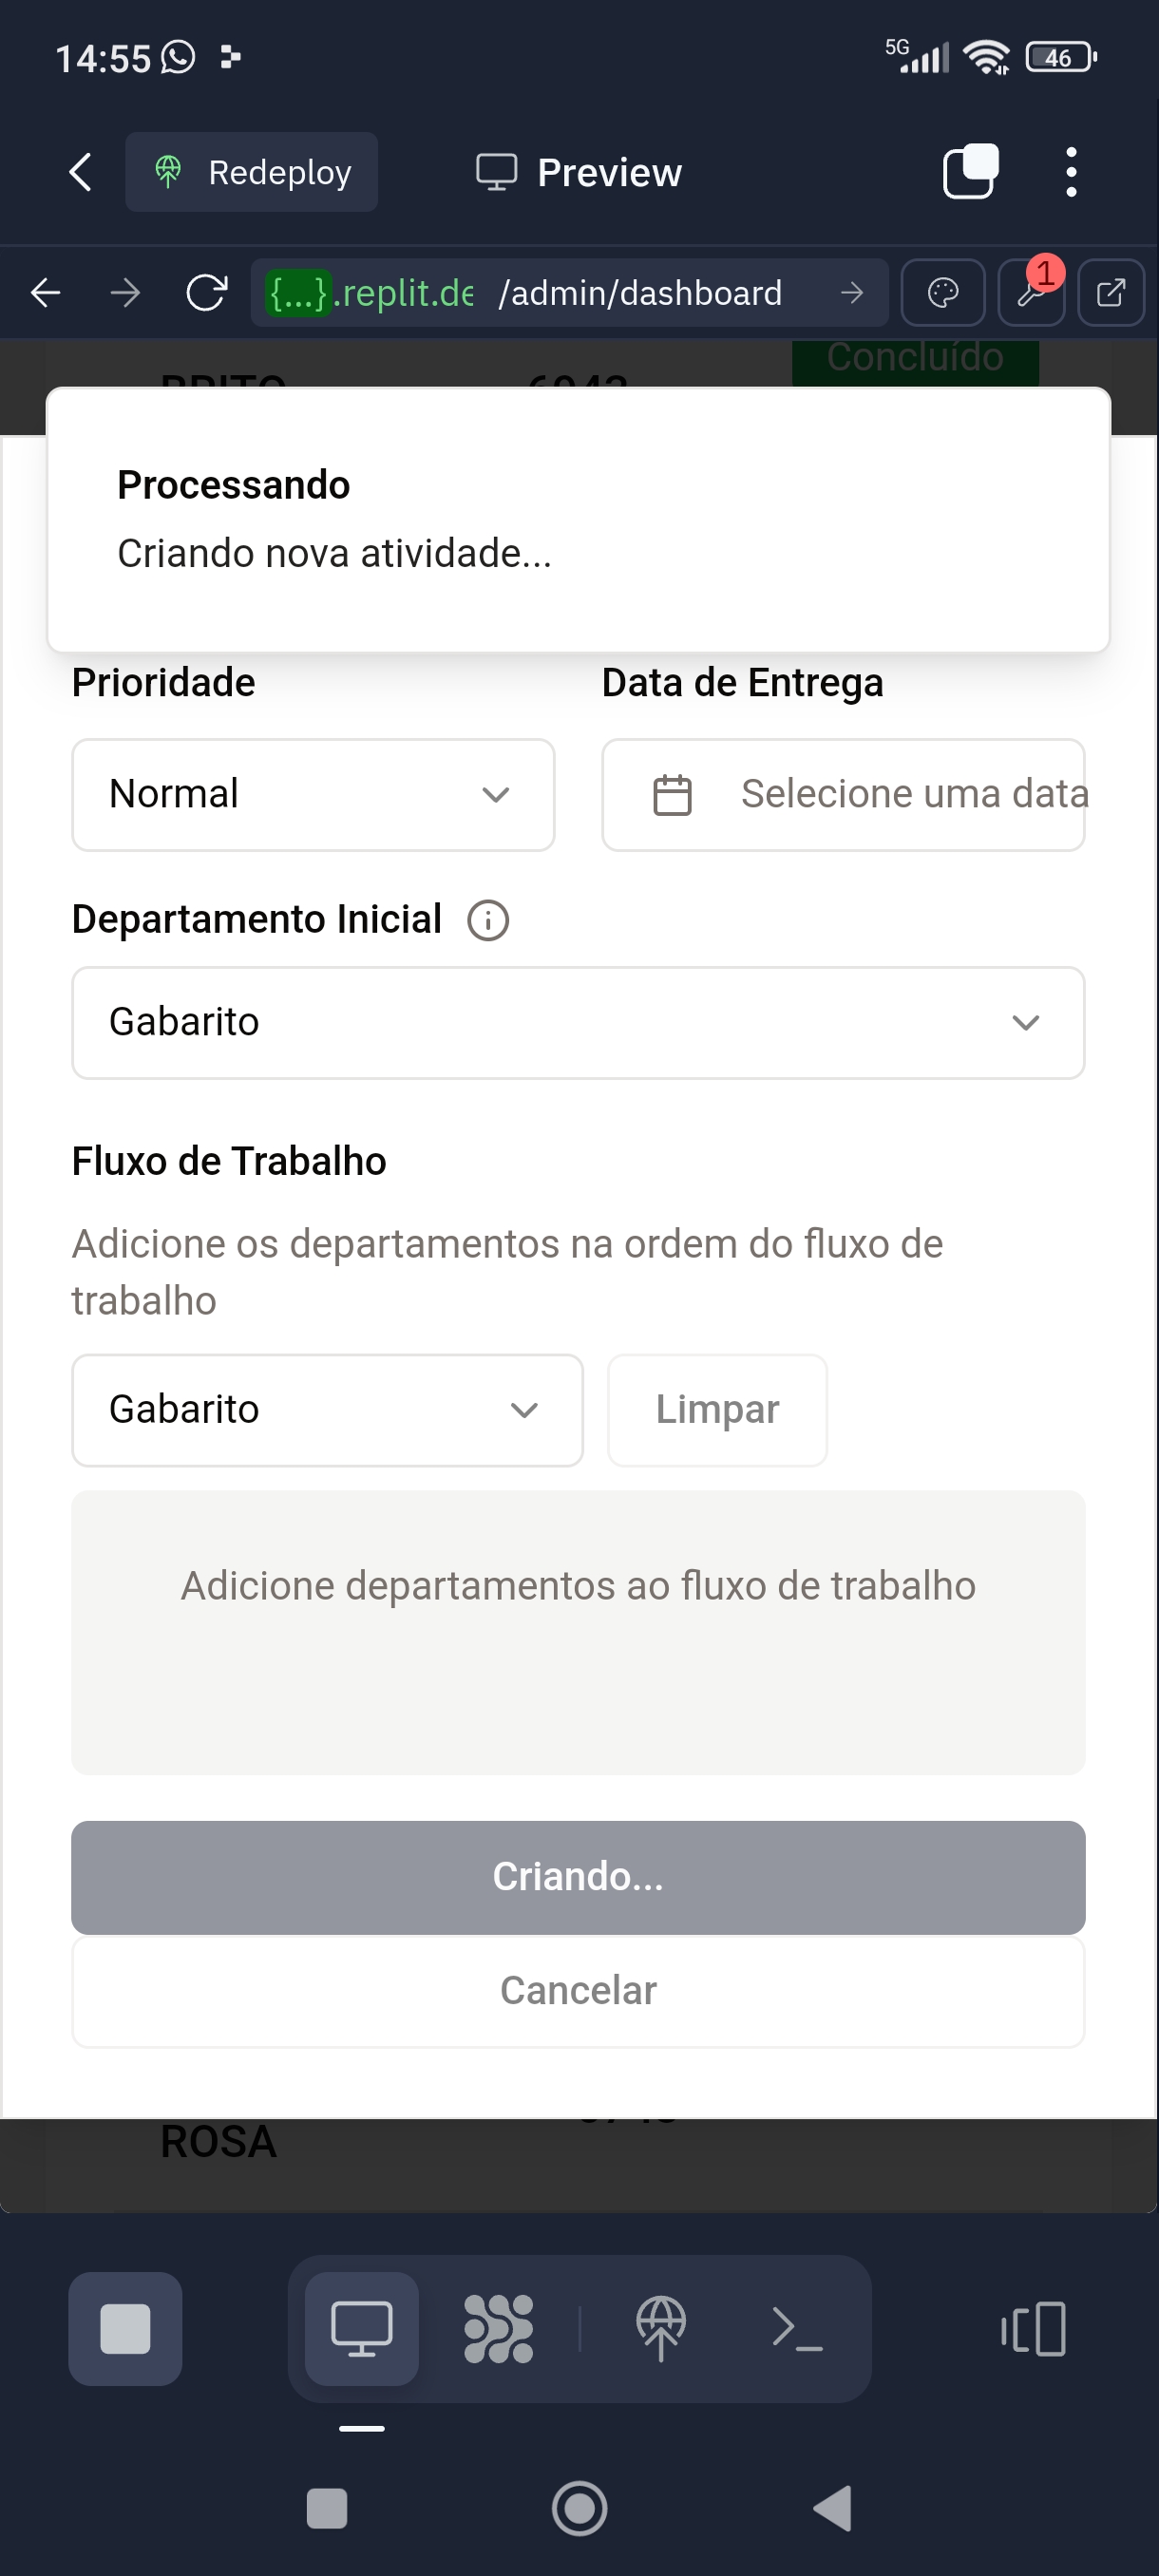 14:55
5G
46
Redeploy
Preview
{...}.replit.de /admin/dashboard
1
Concluído
BRITO
Processando
Criando nova atividade...
Prioridade
Data de Entrega
Normal
Selecione uma data
Departamento Inicial
Gabarito
Fluxo de Trabalho
Adicione os departamentos na ordem do fluxo de
trabalho
Gabarito
Limpar
Adicione departamentos ao fluxo de trabalho
Criando...
Cancelar
ROSA